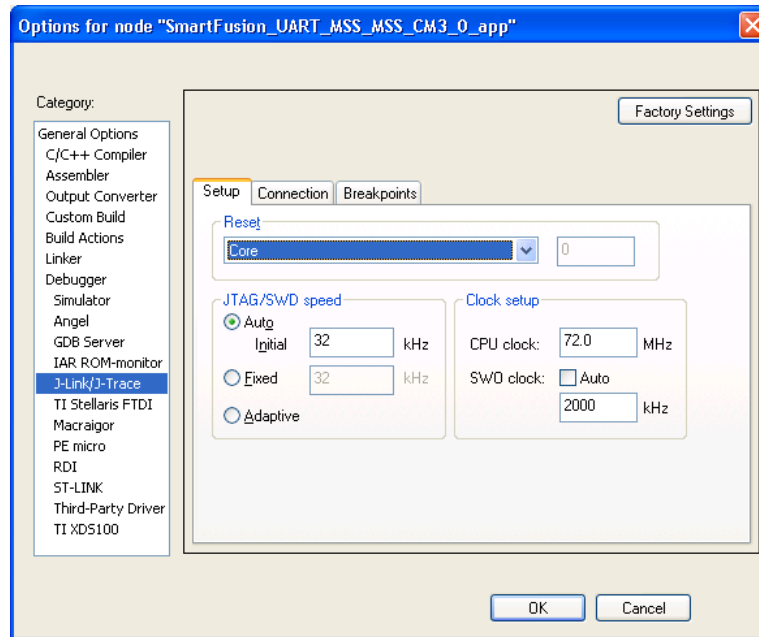 Options for node "SmartFusion_UART_MSS_MSS_CM3_0_app"
Category:
General Options
C/C++ Compiler
Assembler
Output Converter
Custom Build
Build Actions
Linker
Debugger
Simulator
Angel
GDB Server
IAR ROM-monitor
J-Link/J-Trace
TI Stellaris FTDI
Macraigor
PE micro
RDI
ST-LINK
Third-Party Driver
TI XDS100
Factory Settings
Setup Connection Breakpoints
Reset
Core 0
JTAG/SWD speed
Auto
Initial 32 kHz
Fixed 32 kHz
Adaptive
Clock setup
CPU clock: 72.0 MHz
SWO clock: Auto
2000 kHz
OK Cancel